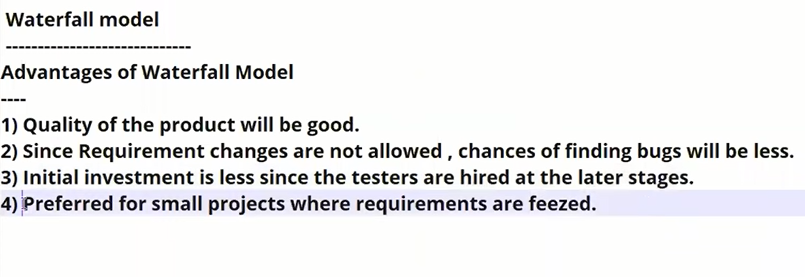 Waterfall model
-----------------------------
Advantages of Waterfall Model
----
1) Quality of the product will be good.
2) Since Requirement changes are not allowed , chances of finding bugs will be less.
3) Initial investment is less since the testers are hired at the later stages.
4) Preferred for small projects where requirements are feezed.